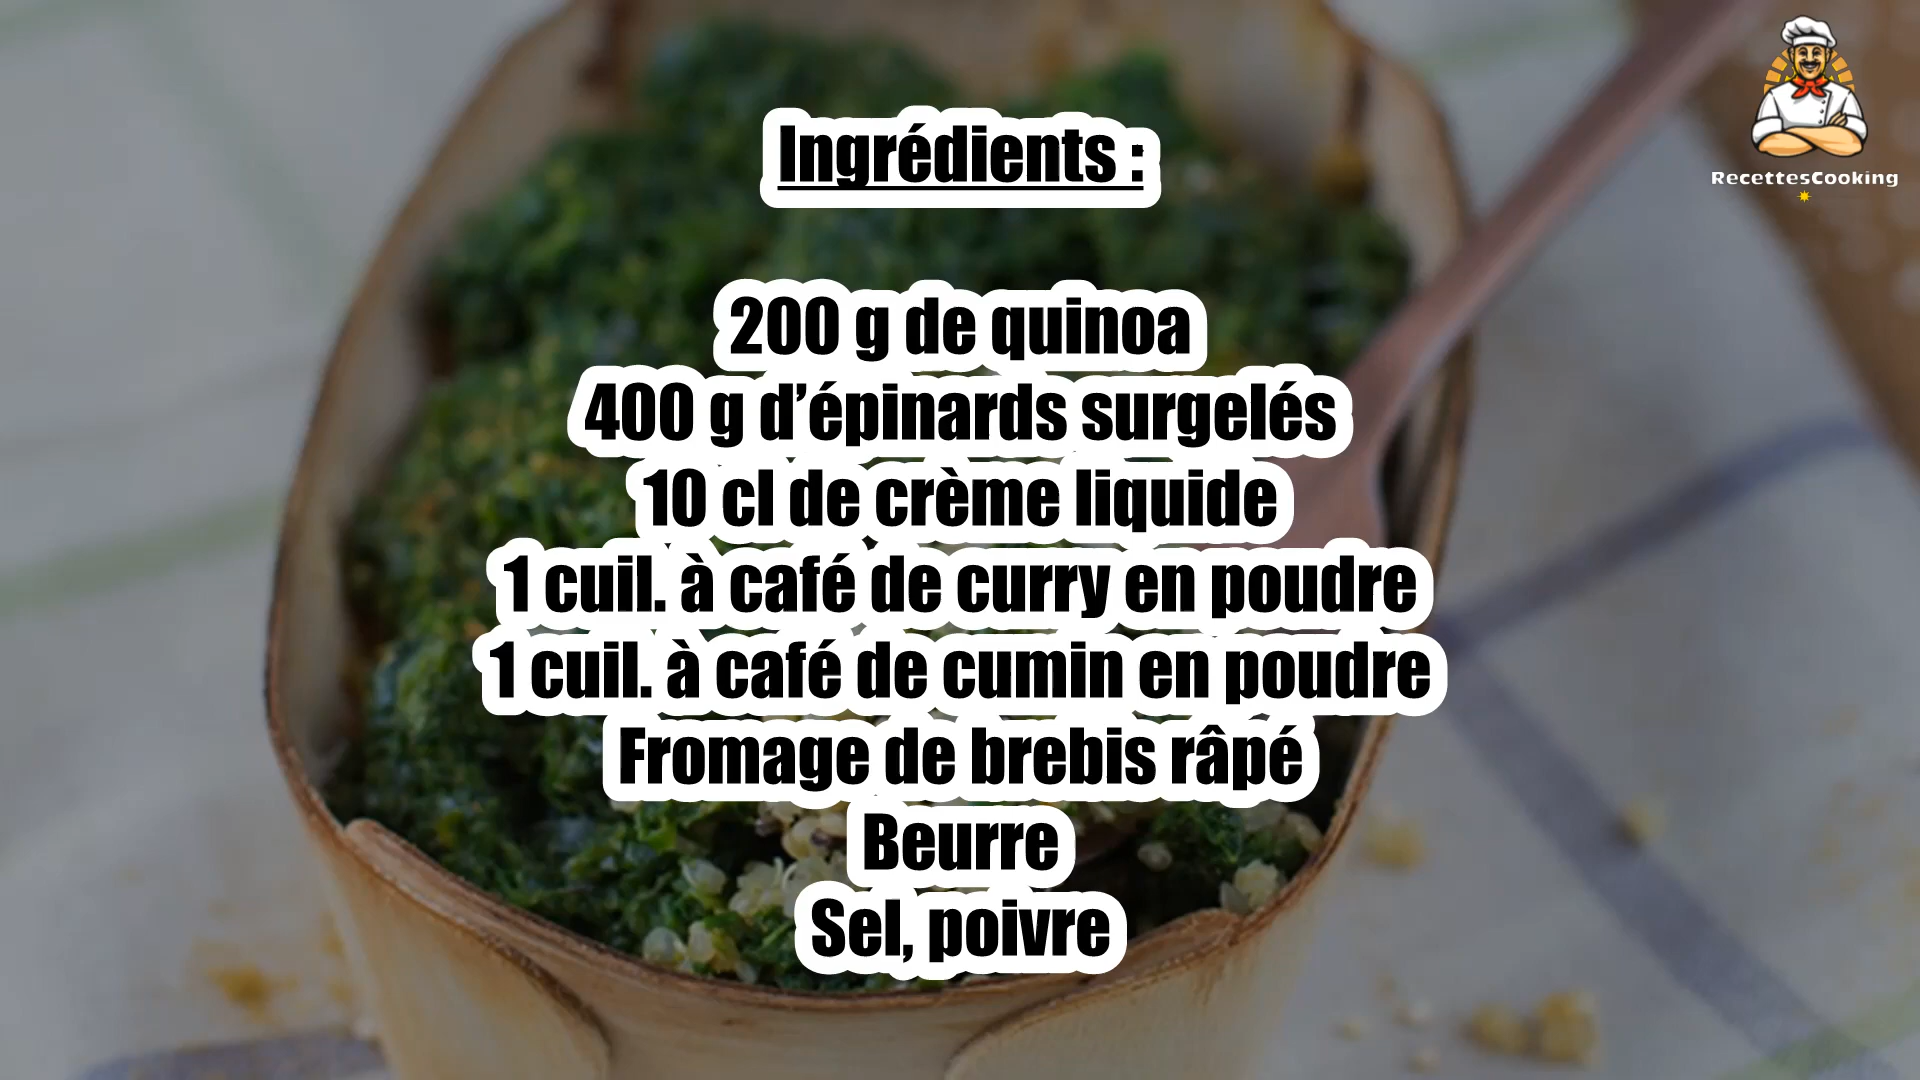 RecettesCooking
Ingrédients :
200 g de quinoa
400 g d’épinards surgelés
10 cl de crème liquide
1 cuil. à café de curry en poudre
1 cuil. à café de cumin en poudre
Fromage de brebis râpé
Beurre
Sel, poivre